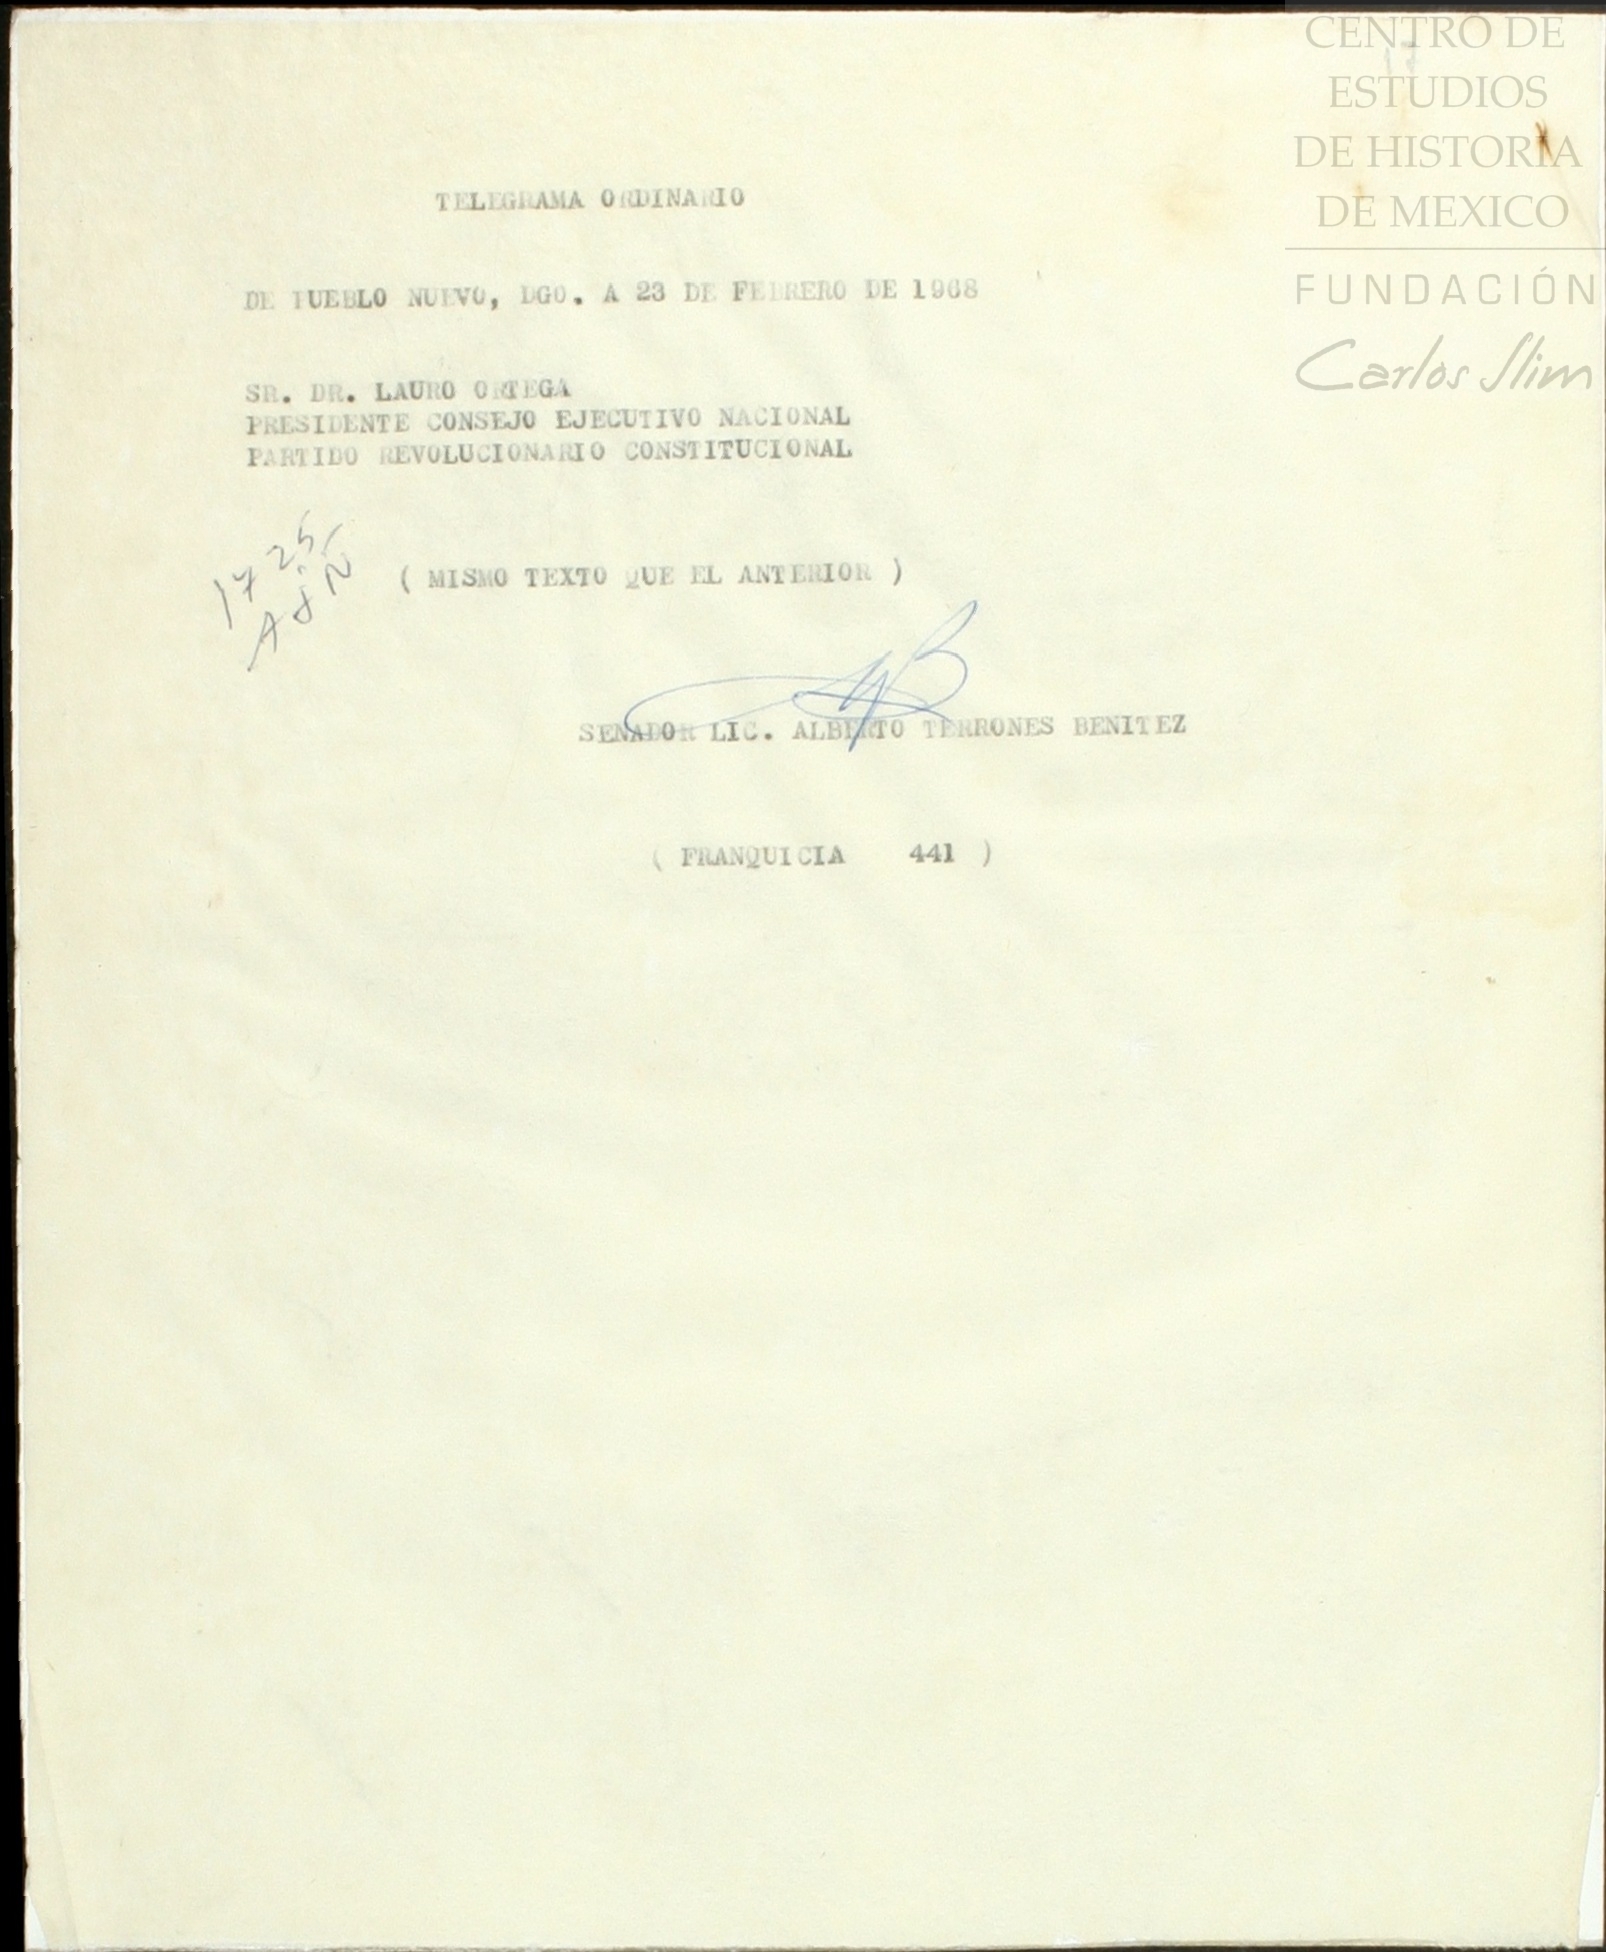 CENTRO DE
ESTUDIOS
DE HISTORIA
DE MEXICO
FUNDACIÓN
Carlos Slim
TELEGRAMA ORDINARIO
DE PUEBLO NUEVO, DGO. A 23 DE FEBRERO DE 1968
SR. DR. LAURO ORTEGA
PRESIDENTE CONSEJO EJECUTIVO NACIONAL
PARTIDO REVOLUCIONARIO CONSTITUCIONAL
1725
( MISMO TEXTO QUE EL ANTERIOR )
SENADOR LIC. ALBERTO TERRONES BENITEZ
( FRANQUICIA 441 )